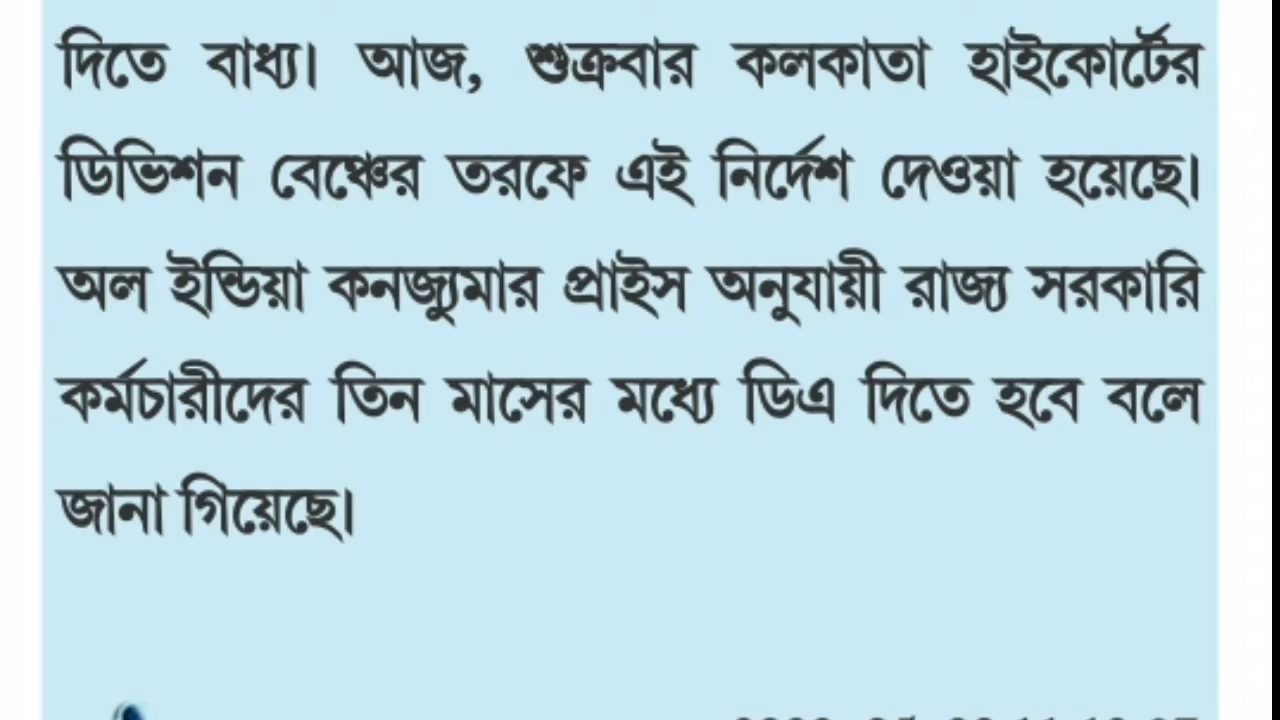 দিতে বাধ্য। আজ, শুক্রবার কলকাতা হাইকোর্টের
ডিভিশন বেঞ্চের তরফে এই নির্দেশ দেওয়া হয়েছে।
অল ইন্ডিয়া কনজ্যুমার প্রাইস অনুযায়ী রাজ্য সরকারি
কর্মচারীদের তিন মাসের মধ্যে ডিএ দিতে হবে বলে
জানা গিয়েছে।